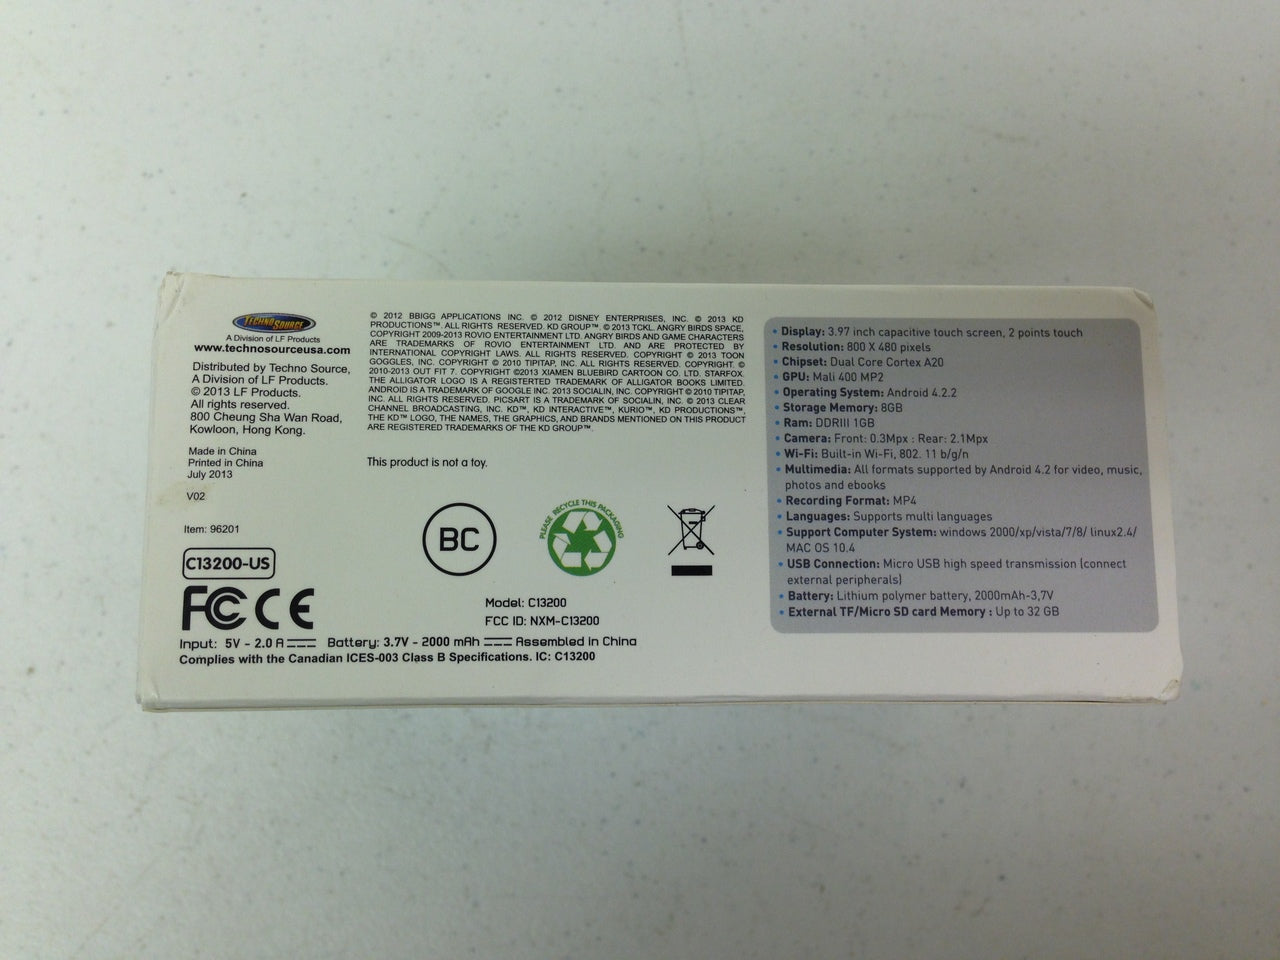 TECHNO SOURCE
A Division of LF Products
www.technosourceusa.com
Distributed by Techno Source,
A Division of LF Products.
© 2013 LF Products.
All rights reserved.
800 Cheung Sha Wan Road,
Kowloon, Hong Kong.
Made in China
Printed in China
July 2013
V02
Item: 96201
C13200-US
FC CE
© 2012 BBIGG APPLICATIONS INC. © 2012 DISNEY ENTERPRISES, INC. © 2013 KD
PRODUCTIONS™. ALL RIGHTS RESERVED. KD GROUP™. © 2013 TCKL. ANGRY BIRDS SPACE,
COPYRIGHT 2009-2013 ROVIO ENTERTAINMENT LTD. ANGRY BIRDS AND GAME CHARACTERS
ARE TRADEMARKS OF ROVIO ENTERTAINMENT LTD. AND ARE PROTECTED BY
INTERNATIONAL COPYRIGHT LAWS. ALL RIGHTS RESERVED. COPYRIGHT © 2013 TOON
GOGGLES, INC. COPYRIGHT © 2010 TIPITAP, INC. ALL RIGHTS RESERVED. COPYRIGHT. ©
2010-2013 OUT FIT 7. COPYRIGHT ©2013 XIAMEN BLUEBIRD CARTOON CO. LTD. STARFOX.
THE ALLIGATOR LOGO IS A REGISTERTED TRADEMARK OF ALLIGATOR BOOKS LIMITED.
ANDROID IS A TRADEMARK OF GOOGLE INC. 2013 SOCIALIN, INC. COPYRIGHT © 2010 TIPITAP,
INC. ALL RIGHTS RESERVED. PICSART IS A TRADEMARK OF SOCIALIN, INC. © 2013 CLEAR
CHANNEL BROADCASTING, INC. KD™, KD INTERACTIVE™, KURIO™, KD PRODUCTIONS™,
THE KD™ LOGO, THE NAMES, THE GRAPHICS, AND BRANDS MENTIONED ON THIS PRODUCT
ARE REGISTERED TRADEMARKS OF THE KD GROUP™.
This product is not a toy.
BC
PLEASE RECYCLE THIS PACKAGING
Model: C13200
FCC ID: NXM-C13200
Input: 5V - 2.0 A Battery: 3.7V - 2000 mAh Assembled in China
Complies with the Canadian ICES-003 Class B Specifications. IC: C13200
• Display: 3.97 inch capacitive touch screen, 2 points touch
• Resolution: 800 X 480 pixels
• Chipset: Dual Core Cortex A20
• GPU: Mali 400 MP2
• Operating System: Android 4.2.2
• Storage Memory: 8GB
• Ram: DDRIII 1GB
• Camera: Front: 0.3Mpx : Rear: 2.1Mpx
• Wi-Fi: Built-in Wi-Fi, 802. 11 b/g/n
• Multimedia: All formats supported by Android 4.2 for video, music,
photos and ebooks
• Recording Format: MP4
• Languages: Supports multi languages
• Support Computer System: windows 2000/xp/vista/7/8/ linux2.4/
MAC OS 10.4
• USB Connection: Micro USB high speed transmission (connect
external peripherals)
• Battery: Lithium polymer battery, 2000mAh-3,7V
• External TF/Micro SD card Memory : Up to 32 GB